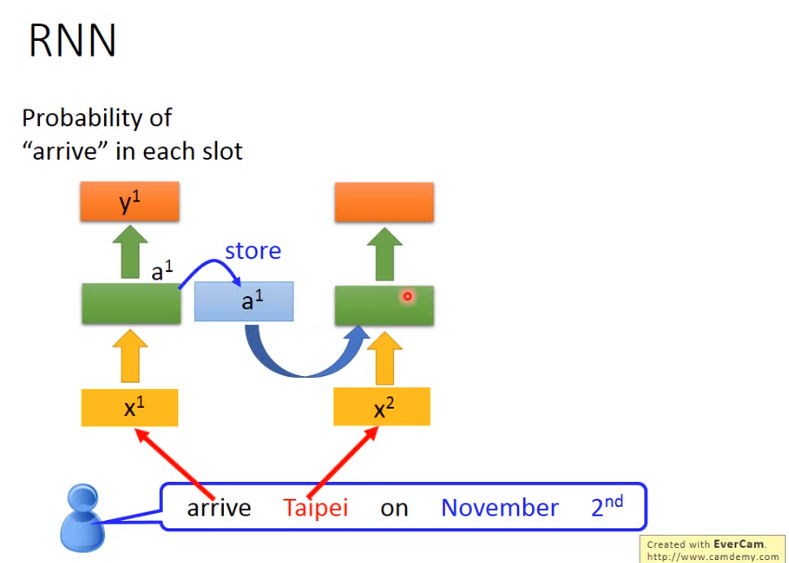 RNN
Probability of
“arrive” in each slot
y¹
a¹
store
a¹
x¹
x²
arrive Taipei on November 2ⁿᵈ
Created with EverCam.
http://www.camdemy.com